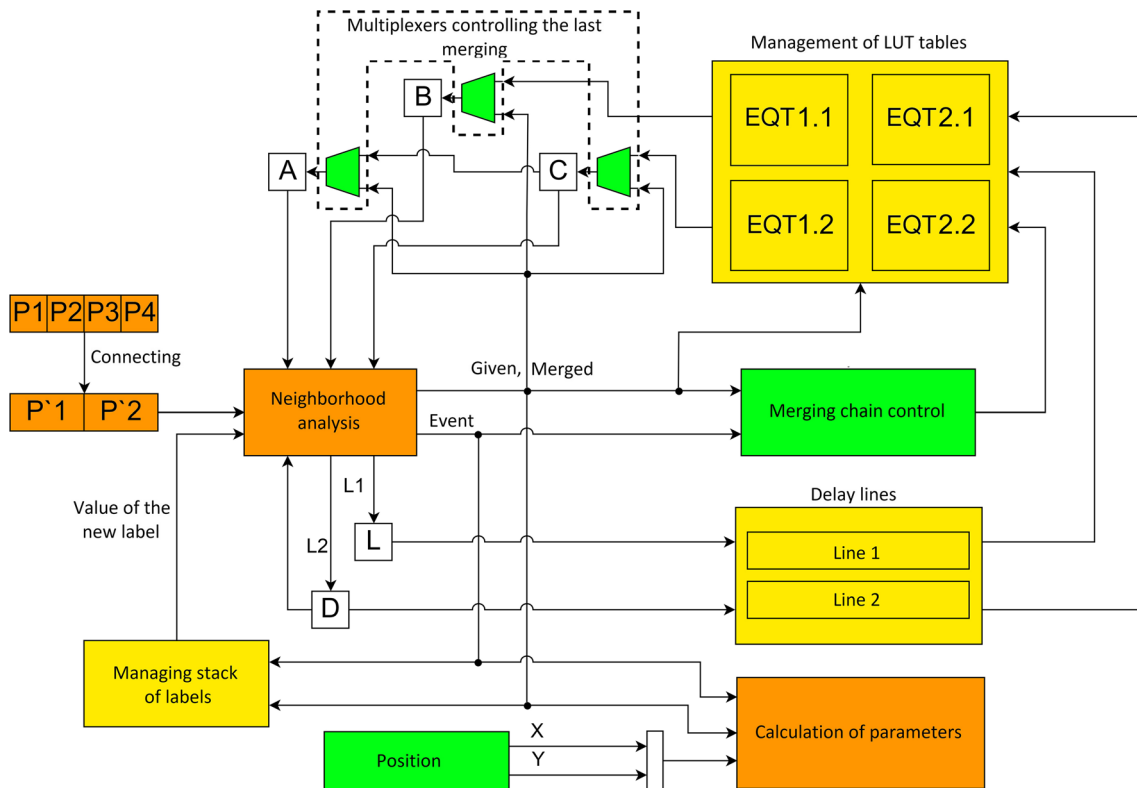 Multiplexers controlling the last
merging
Management of LUT tables
B
EQT1.1
EQT2.1
A
C
EQT1.2
EQT2.2
P1 P2 P3 P4
Connecting
P`1 P`2
Neighborhood
analysis
Given, Merged
Event
Merging chain control
Value of the
new label
L1
L2
L
D
Delay lines
Line 1
Line 2
Managing stack
of labels
Calculation of parameters
X
Y
Position